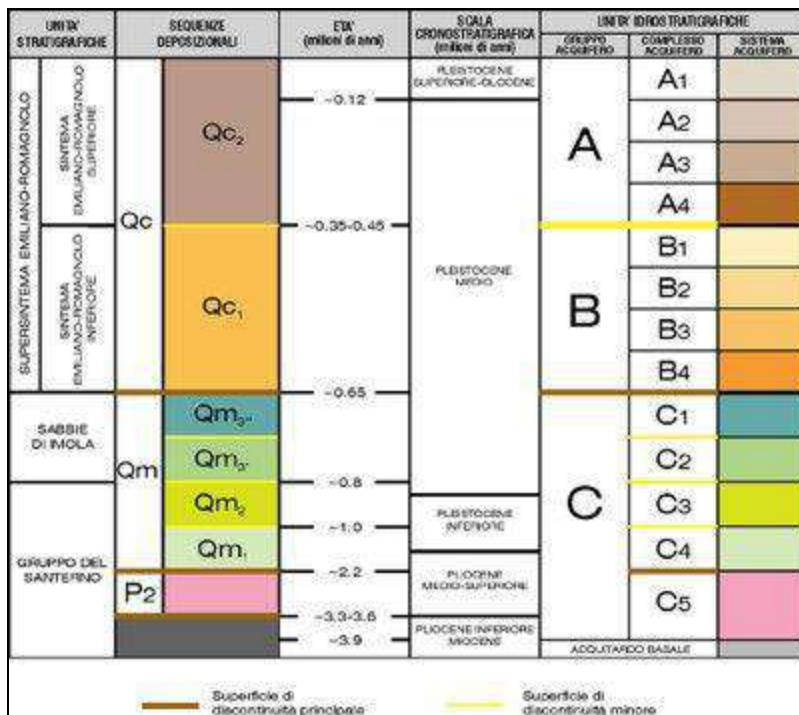 UNITA'
STRATIGRAFICHE
SEQUENZE
DEPOSIZIONALI
ETA'
(milioni di anni)
SCALA
CRONOSTRATIGRAFICA
(milioni di anni)
UNITA' IDROSTRATIGRAFICHE
GRUPPO
ACQUIFERO
COMPLESSO
ACQUIFERO
SISTEMA
ACQUIFERO
SUPERSINTEMA EMILIANO-ROMAGNOLO
SINTEMA
EMILIANO-ROMAGNOLO
SUPERIORE
SINTEMA
EMILIANO-ROMAGNOLO
INFERIORE
SABBIE
DI IMOLA
GRUPPO DEL
SANTERNO
Qc
Qm
P2
Qc2
Qc1
Qm3''
Qm3'
Qm2
Qm1
~0.12
~0.35-0.45
~0.65
~0.8
~1.0
~2.2
~3.3-3.6
~3.9
PLEISTOCENE
SUPERIORE-OLOCENE
PLEISTOCENE
MEDIO
PLEISTOCENE
INFERIORE
PLIOCENE
MEDIO-SUPERIORE
PLIOCENE INFERIORE
MIOCENE
A
B
C
A1
A2
A3
A4
B1
B2
B3
B4
C1
C2
C3
C4
C5
ACQUITARDO BASALE
Superficie di
discontinuità principale
Superficie di
discontinuità minore